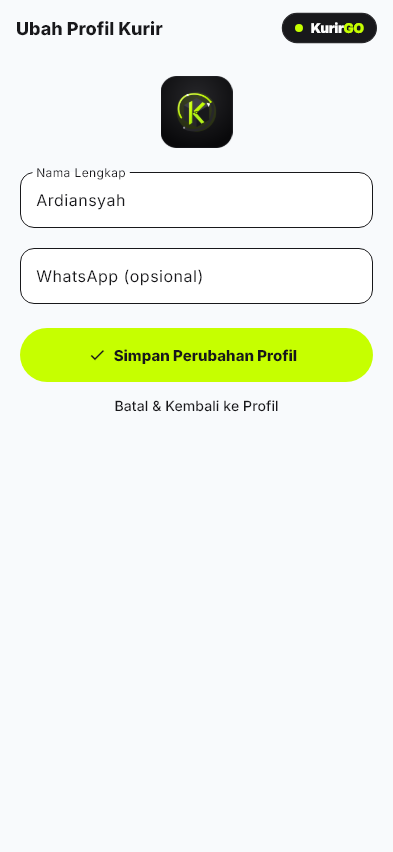 Ubah Profil Kurir
KurirGO
K
Nama Lengkap
Ardiansyah
WhatsApp (opsional)
Simpan Perubahan Profil
Batal & Kembali ke Profil